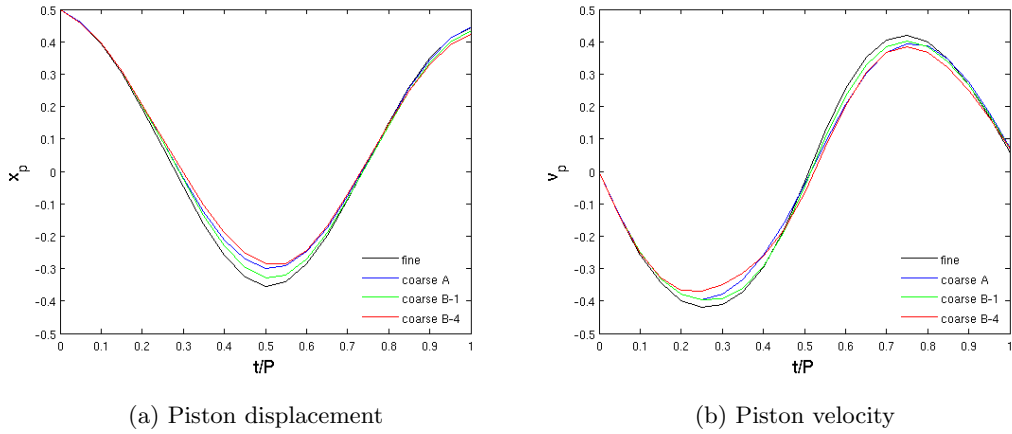 0.5
0.4
0.3
0.2
0.1
0
-0.1
-0.2
-0.3
-0.4
-0.5
x_p
fine
coarse A
coarse B-1
coarse B-4
0 0.1 0.2 0.3 0.4 0.5 0.6 0.7 0.8 0.9 1
t/P
(a) Piston displacement
0.5
0.4
0.3
0.2
0.1
0
-0.1
-0.2
-0.3
-0.4
-0.5
v_p
fine
coarse A
coarse B-1
coarse B-4
0 0.1 0.2 0.3 0.4 0.5 0.6 0.7 0.8 0.9 1
t/P
(b) Piston velocity